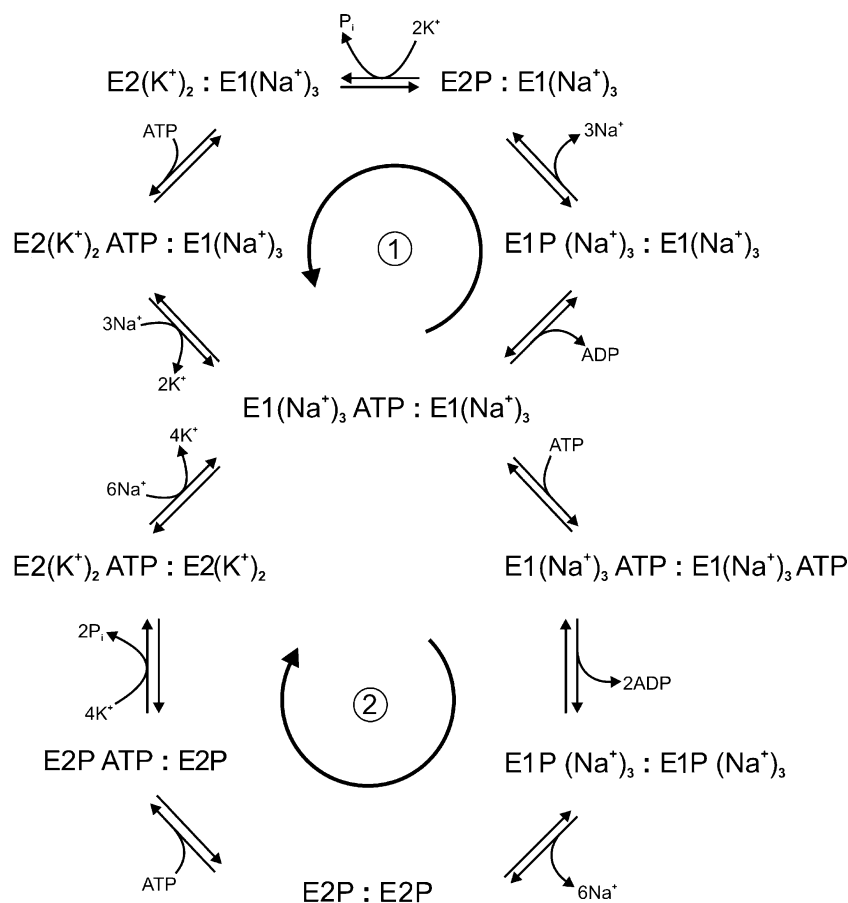 Pᵢ 2K⁺
E2(K⁺)₂ : E1(Na⁺)₃ E2P : E1(Na⁺)₃
ATP 3Na⁺
E2(K⁺)₂ ATP : E1(Na⁺)₃ 1 E1P (Na⁺)₃ : E1(Na⁺)₃
3Na⁺
2K⁺ ADP
E1(Na⁺)₃ ATP : E1(Na⁺)₃
4K⁺ ATP
6Na⁺
E2(K⁺)₂ ATP : E2(K⁺)₂ E1(Na⁺)₃ ATP : E1(Na⁺)₃ ATP
2Pᵢ
4K⁺ 2 2ADP
E2P ATP : E2P E1P (Na⁺)₃ : E1P (Na⁺)₃
ATP E2P : E2P 6Na⁺